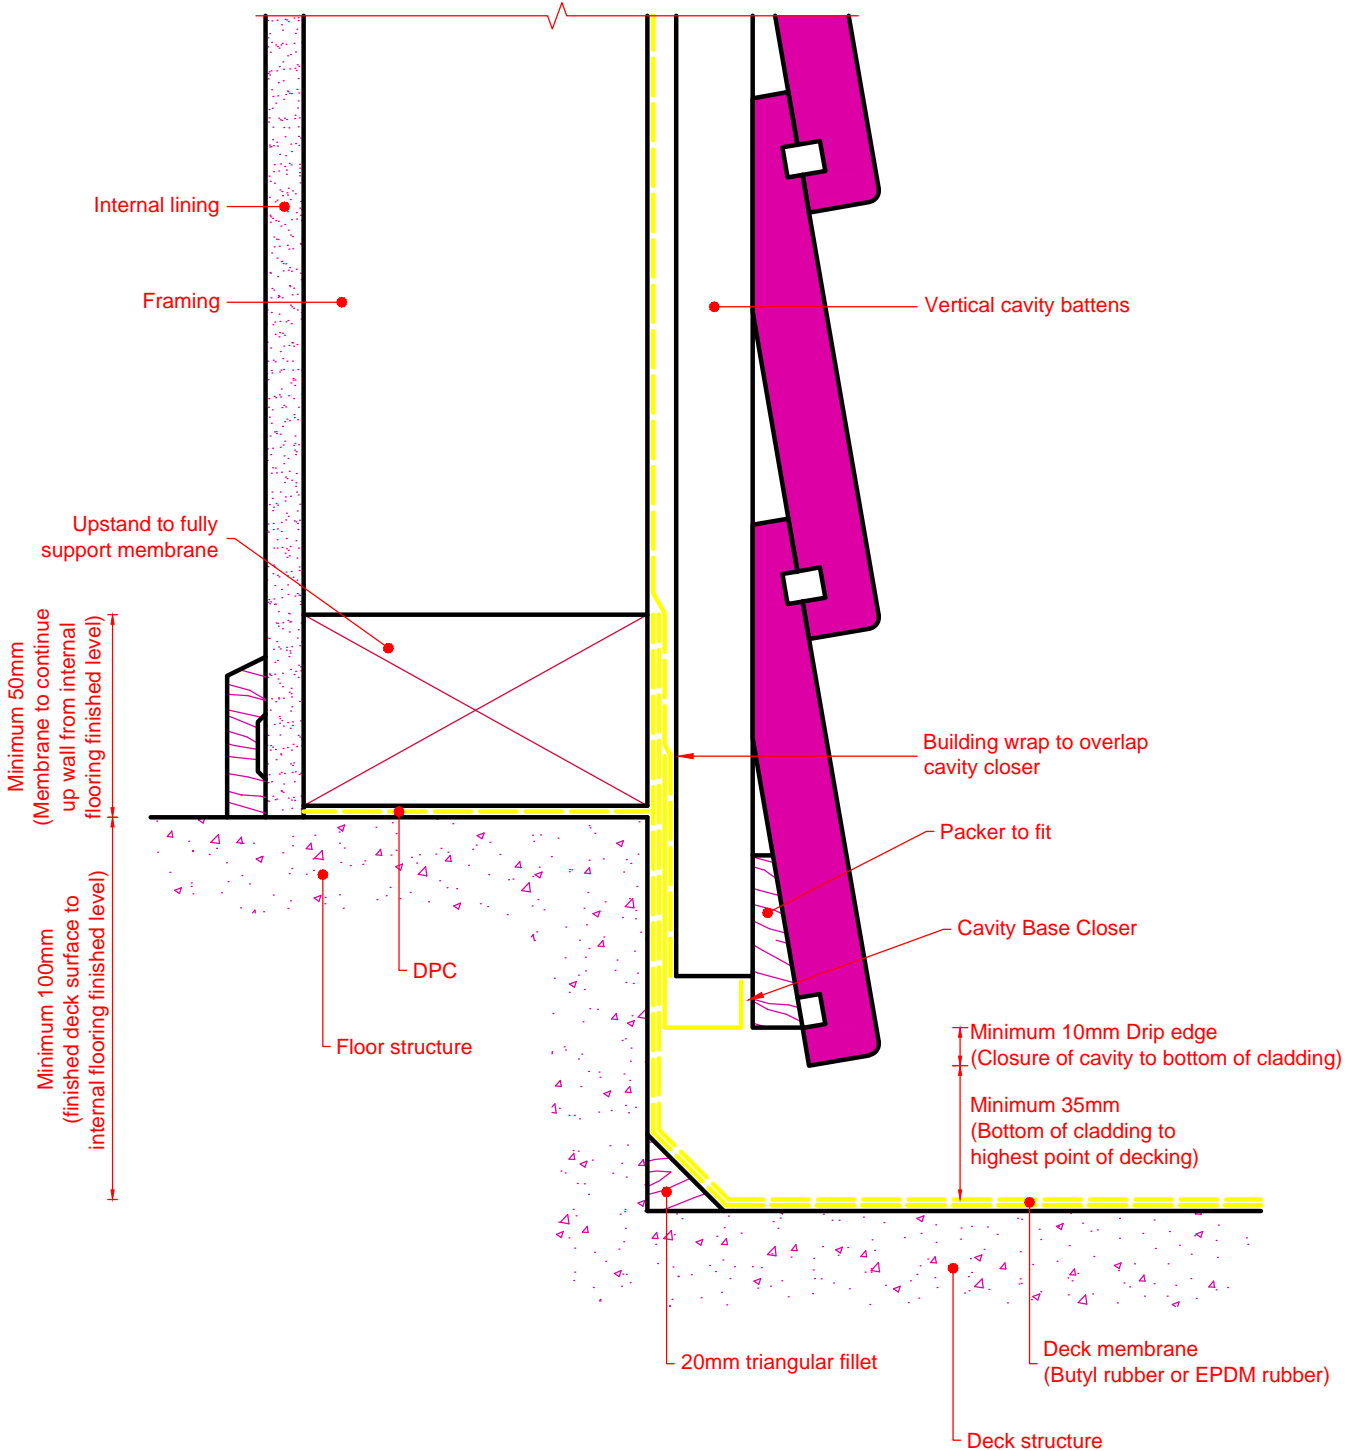 Internal lining
Framing
Vertical cavity battens
Upstand to fully
support membrane
Minimum 50mm
(Membrane to continue
up wall from internal
flooring finished level)
Building wrap to overlap
cavity closer
Packer to fit
Cavity Base Closer
DPC
Floor structure
Minimum 100mm
(finished deck surface to
internal flooring finished level)
Minimum 10mm Drip edge
(Closure of cavity to bottom of cladding)
Minimum 35mm
(Bottom of cladding to
highest point of decking)
20mm triangular fillet
Deck membrane
(Butyl rubber or EPDM rubber)
Deck structure